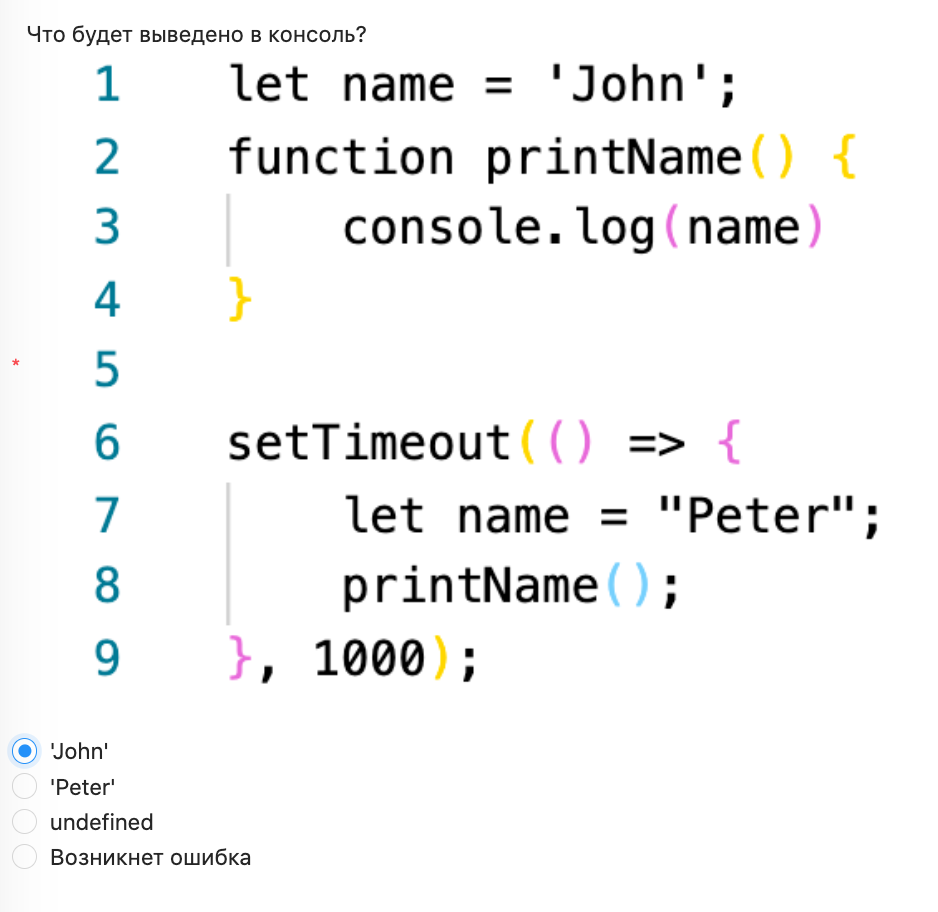 Что будет выведено в консоль?
1 let name = 'John';
2 function printName() {
3 console.log(name)
4 }
* 5
6 setTimeout(() => {
7 let name = "Peter";
8 printName();
9 }, 1000);
'John'
'Peter'
undefined
Возникнет ошибка